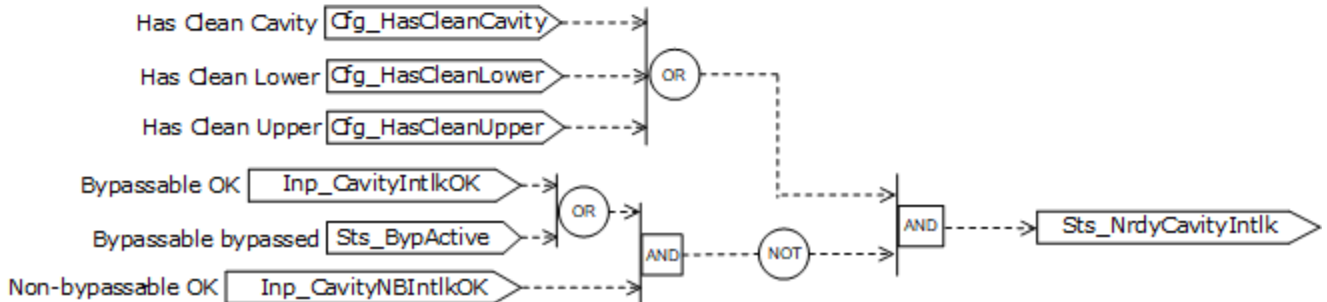 Has Clean Cavity Cfg_HasCleanCavity
Has Clean Lower Cfg_HasCleanLower
OR
Has Clean Upper Cfg_HasCleanUpper
Bypassable OK Inp_CavityIntlkOK
OR
AND
Sts_NrdyCavityIntlk
Bypassable bypassed Sts_BypActive
AND
NOT
Non-bypassable OK Inp_CavityNBIntlkOK